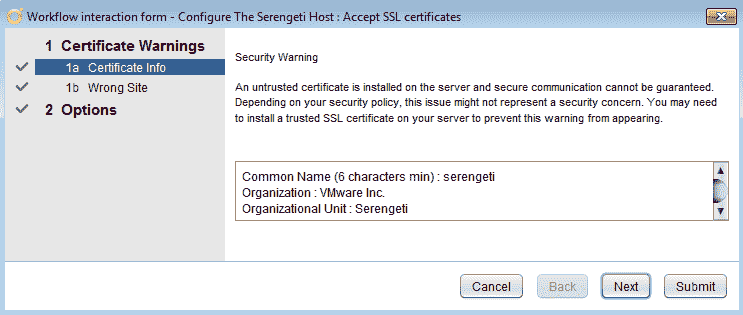 Workflow interaction form - Configure The Serengeti Host : Accept SSL certificates
1 Certificate Warnings
1a Certificate Info
1b Wrong Site
2 Options
Security Warning
An untrusted certificate is installed on the server and secure communication cannot be guaranteed.
Depending on your security policy, this issue might not represent a security concern. You may need
to install a trusted SSL certificate on your server to prevent this warning from appearing.
Common Name (6 characters min) : serengeti
Organization : VMware Inc.
Organizational Unit : Serengeti
Cancel Back Next Submit